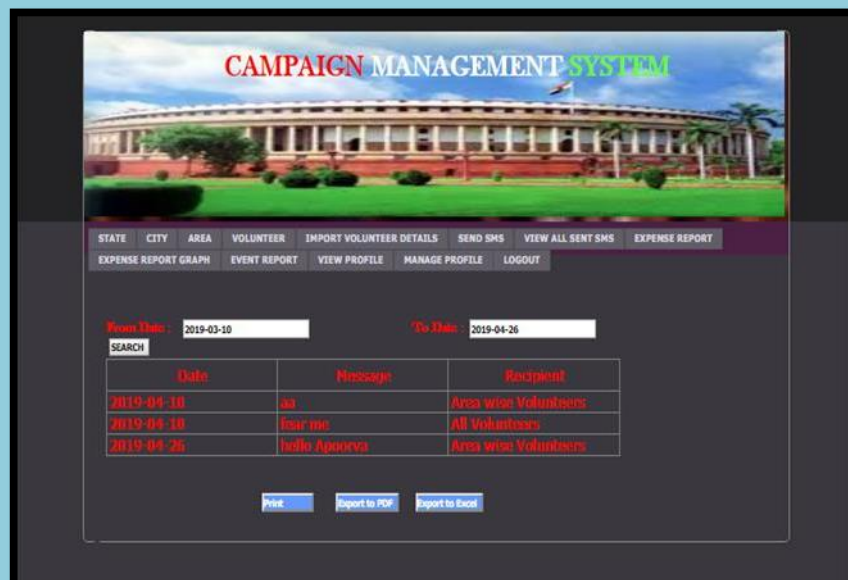 CAMPAIGN MANAGEMENT SYSTEM
STATE CITY AREA VOLUNTEER IMPORT VOLUNTEER DETAILS SEND SMS VIEW ALL SENT SMS EXPENSE REPORT
EXPENSE REPORT GRAPH EVENT REPORT VIEW PROFILE MANAGE PROFILE LOGOUT
From Date : 2019-03-10 To Date : 2019-04-26
SEARCH
Date Message Recipient
2019-04-10 aa Area wise Volunteers
2019-04-10 fear me All Volunteers
2019-04-26 hello Apoorva Area wise Volunteers
Print Export to PDF Export to Excel